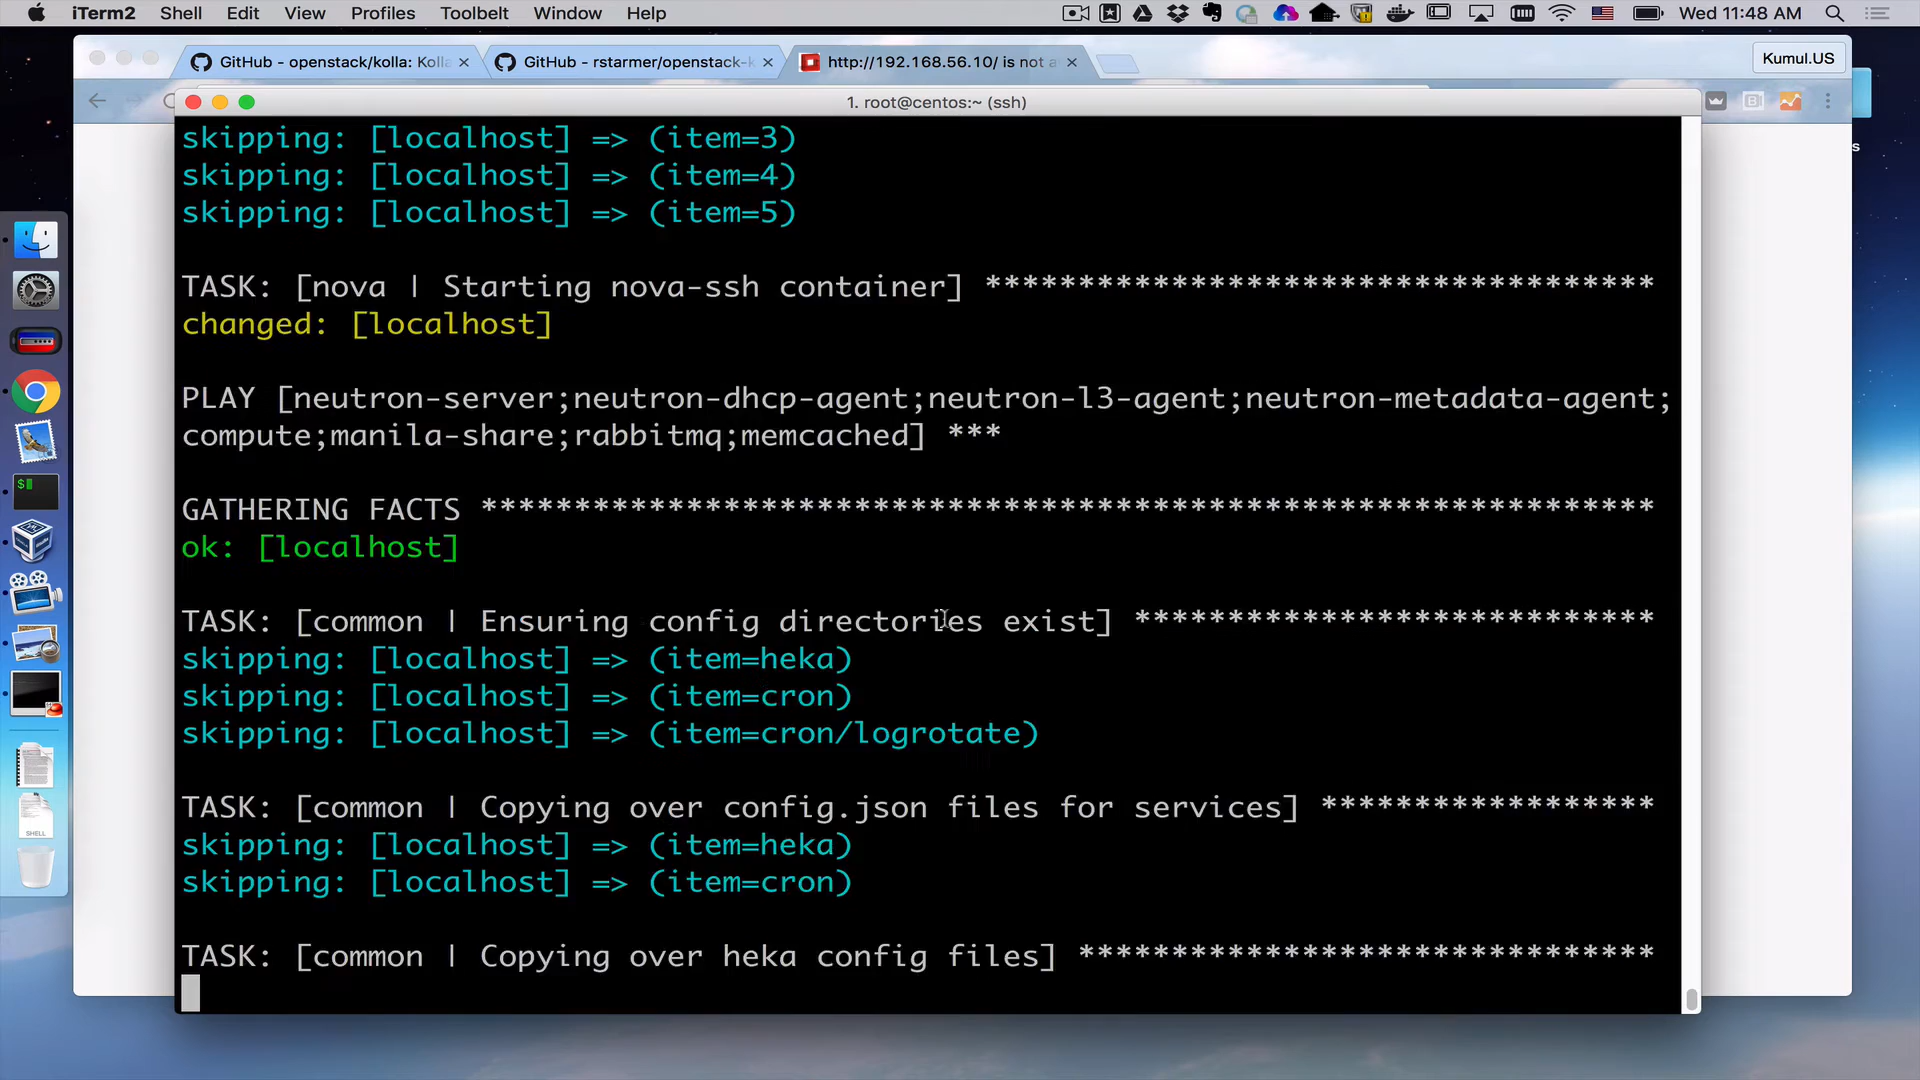 iTerm2 Shell Edit View Profiles Toolbelt Window Help Wed 11:48 AM
GitHub - openstack/kolla: Kolla
GitHub - rstarmer/openstack-k
http://192.168.56.10/ is not a
Kumul.US
1. root@centos:~ (ssh)
skipping: [localhost] => (item=3)
skipping: [localhost] => (item=4)
skipping: [localhost] => (item=5)
TASK: [nova | Starting nova-ssh container] ************************************
changed: [localhost]
PLAY [neutron-server;neutron-dhcp-agent;neutron-l3-agent;neutron-metadata-agent;
compute;manila-share;rabbitmq;memcached] ***
GATHERING FACTS ***************************************************************
ok: [localhost]
TASK: [common | Ensuring config directories exist] ****************************
skipping: [localhost] => (item=heka)
skipping: [localhost] => (item=cron)
skipping: [localhost] => (item=cron/logrotate)
TASK: [common | Copying over config.json files for services] ******************
skipping: [localhost] => (item=heka)
skipping: [localhost] => (item=cron)
TASK: [common | Copying over heka config files] *******************************
SHELL